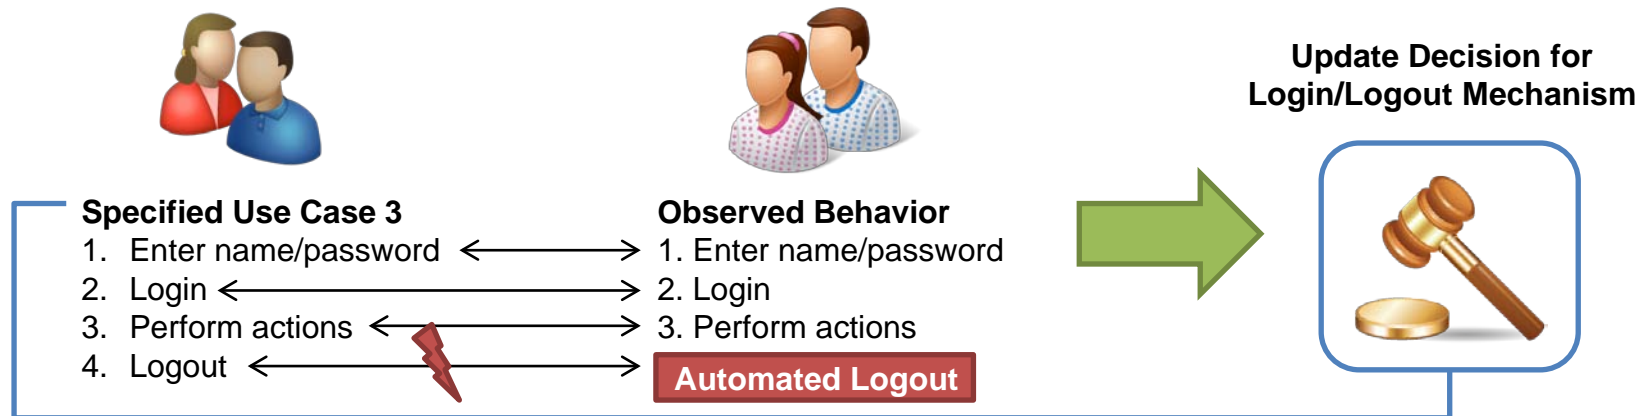 Update Decision for
Login/Logout Mechanism
Specified Use Case 3
1. Enter name/password
2. Login
3. Perform actions
4. Logout
Observed Behavior
1. Enter name/password
2. Login
3. Perform actions
Automated Logout